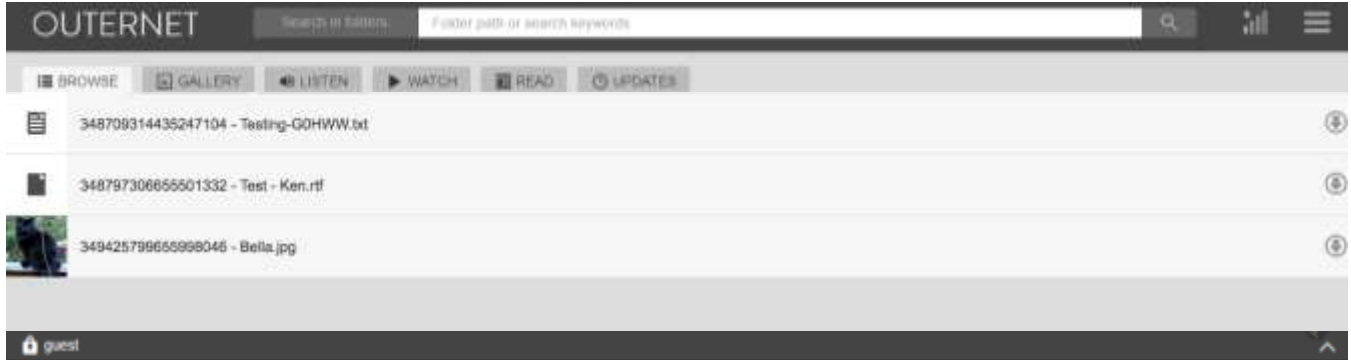 OUTERNET Search in folders Folder path or search keywords
BROWSE GALLERY LISTEN WATCH READ UPDATES
348709314435247104 - Testing-G0HWW.txt
348797306655501332 - Test - Ken.rtf
349425799655998046 - Bella.jpg
guest